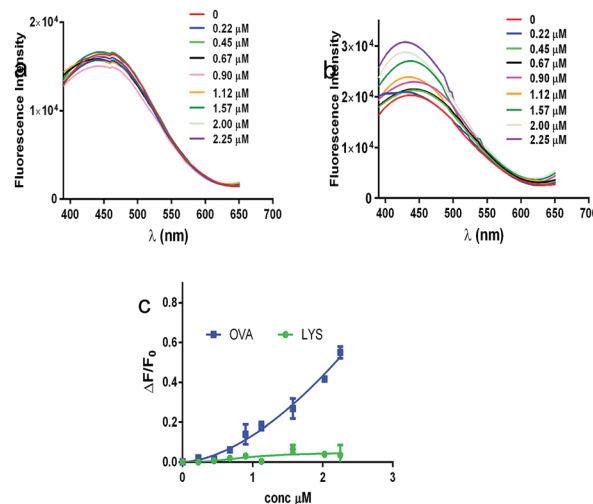 a
Fluorescence Intensity
2×10⁴
1×10⁴
0
400 450 500 550 600 650 700
λ (nm)
0
0.22 μM
0.45 μM
0.67 μM
0.90 μM
1.12 μM
1.57 μM
2.00 μM
2.25 μM
b
Fluorescence Intensity
3×10⁴
2×10⁴
1×10⁴
0
400 450 500 550 600 650 700
λ (nm)
0
0.22 μM
0.45 μM
0.67 μM
0.90 μM
1.12 μM
1.57 μM
2.00 μM
2.25 μM
C
ΔF/F₀
0.8
0.6
0.4
0.2
0.0
OVA LYS
0 1 2 3
conc μM